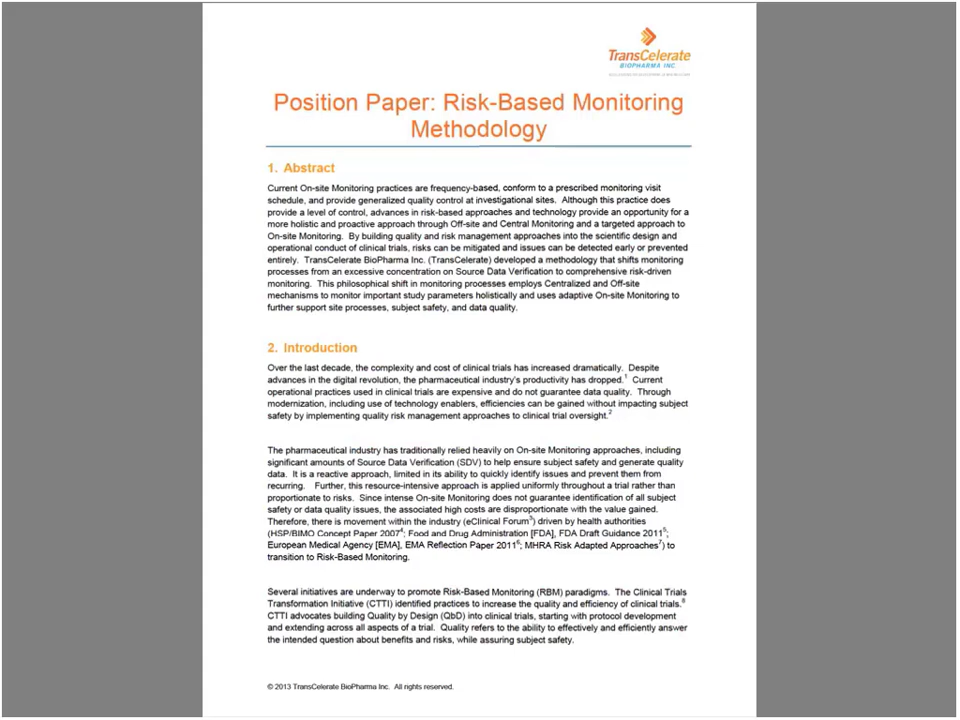 TransCelerate
BIOPHARMA INC
Position Paper: Risk-Based Monitoring
Methodology
1. Abstract
Current On-site Monitoring practices are frequency-based, conform to a prescribed monitoring visit
schedule, and provide generalized quality control at investigational sites. Although this practice does
provide a level of control, advances in risk-based approaches and technology provide an opportunity for a
more holistic and proactive approach through Off-site and Central Monitoring and a targeted approach to
On-site Monitoring. By building quality and risk management approaches into the scientific design and
operational conduct of clinical trials, risks can be mitigated and issues can be detected early or prevented
entirely. TransCelerate BioPharma Inc. (TransCelerate) developed a methodology that shifts monitoring
processes from an excessive concentration on Source Data Verification to comprehensive risk-driven
monitoring. This philosophical shift in monitoring processes employs Centralized and Off-site
mechanisms to monitor important study parameters holistically and uses adaptive On-site Monitoring to
further support site processes, subject safety, and data quality.
2. Introduction
Over the last decade, the complexity and cost of clinical trials has increased dramatically. Despite
advances in the digital revolution, the pharmaceutical industry's productivity has dropped.1 Current
operational practices used in clinical trials are expensive and do not guarantee data quality. Through
modernization, including use of technology enablers, efficiencies can be gained without impacting subject
safety by implementing quality risk management approaches to clinical trial oversight.2
The pharmaceutical industry has traditionally relied heavily on On-site Monitoring approaches, including
significant amounts of Source Data Verification (SDV) to help ensure subject safety and generate quality
data. It is a reactive approach, limited in its ability to quickly identify issues and prevent them from
recurring. Further, this resource-intensive approach is applied uniformly throughout a trial rather than
proportionate to risks. Since intense On-site Monitoring does not guarantee identification of all subject
safety or data quality issues, the associated high costs are disproportionate with the value gained.
Therefore, there is movement within the industry (eClinical Forum3) driven by health authorities
(HSP/BIMO Concept Paper 20074; Food and Drug Administration [FDA], FDA Draft Guidance 20115;
European Medical Agency [EMA], EMA Reflection Paper 20116; MHRA Risk Adapted Approaches7) to
transition to Risk-Based Monitoring.
Several initiatives are underway to promote Risk-Based Monitoring (RBM) paradigms. The Clinical Trials
Transformation Initiative (CTTI) identified practices to increase the quality and efficiency of clinical trials.8
CTTI advocates building Quality by Design (QbD) into clinical trials, starting with protocol development
and extending across all aspects of a trial. Quality refers to the ability to effectively and efficiently answer
the intended question about benefits and risks, while assuring subject safety.
© 2013 TransCelerate BioPharma Inc. All rights reserved.